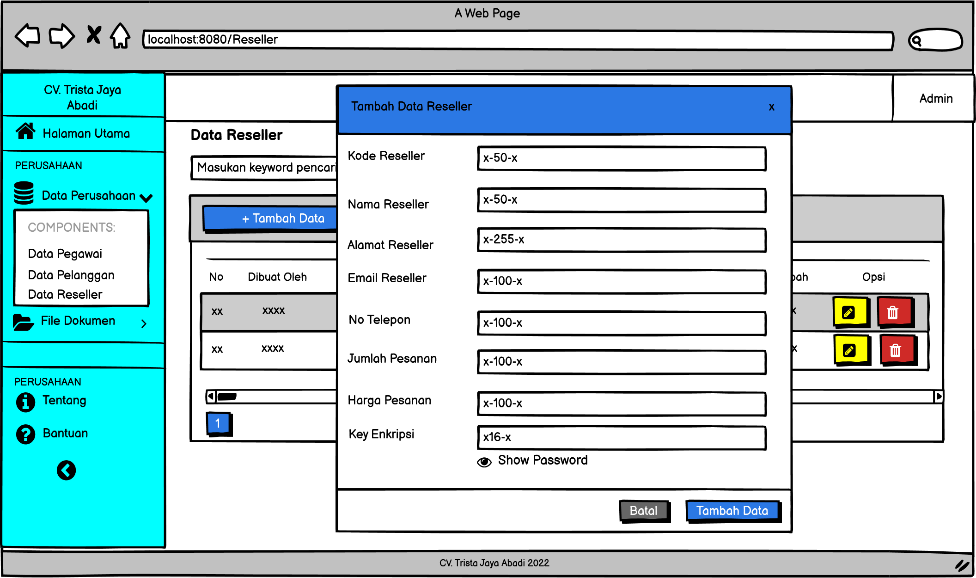 A Web Page
localhost:8080/Reseller
CV. Trista Jaya
Abadi
Halaman Utama
PERUSAHAAN
Data Perusahaan
COMPONENTS:
Data Pegawai
Data Pelanggan
Data Reseller
File Dokumen
PERUSAHAAN
Tentang
Bantuan
Admin
Data Reseller
Masukan keyword pencari
+ Tambah Data
No Dibuat Oleh bah Opsi
xx xxxx x
xx xxxx x
1
Tambah Data Reseller x
Kode Reseller x-50-x
Nama Reseller x-50-x
Alamat Reseller x-255-x
Email Reseller x-100-x
No Telepon x-100-x
Jumlah Pesanan x-100-x
Harga Pesanan x-100-x
Key Enkripsi x16-x
Show Password
Batal Tambah Data
CV. Trista Jaya Abadi 2022